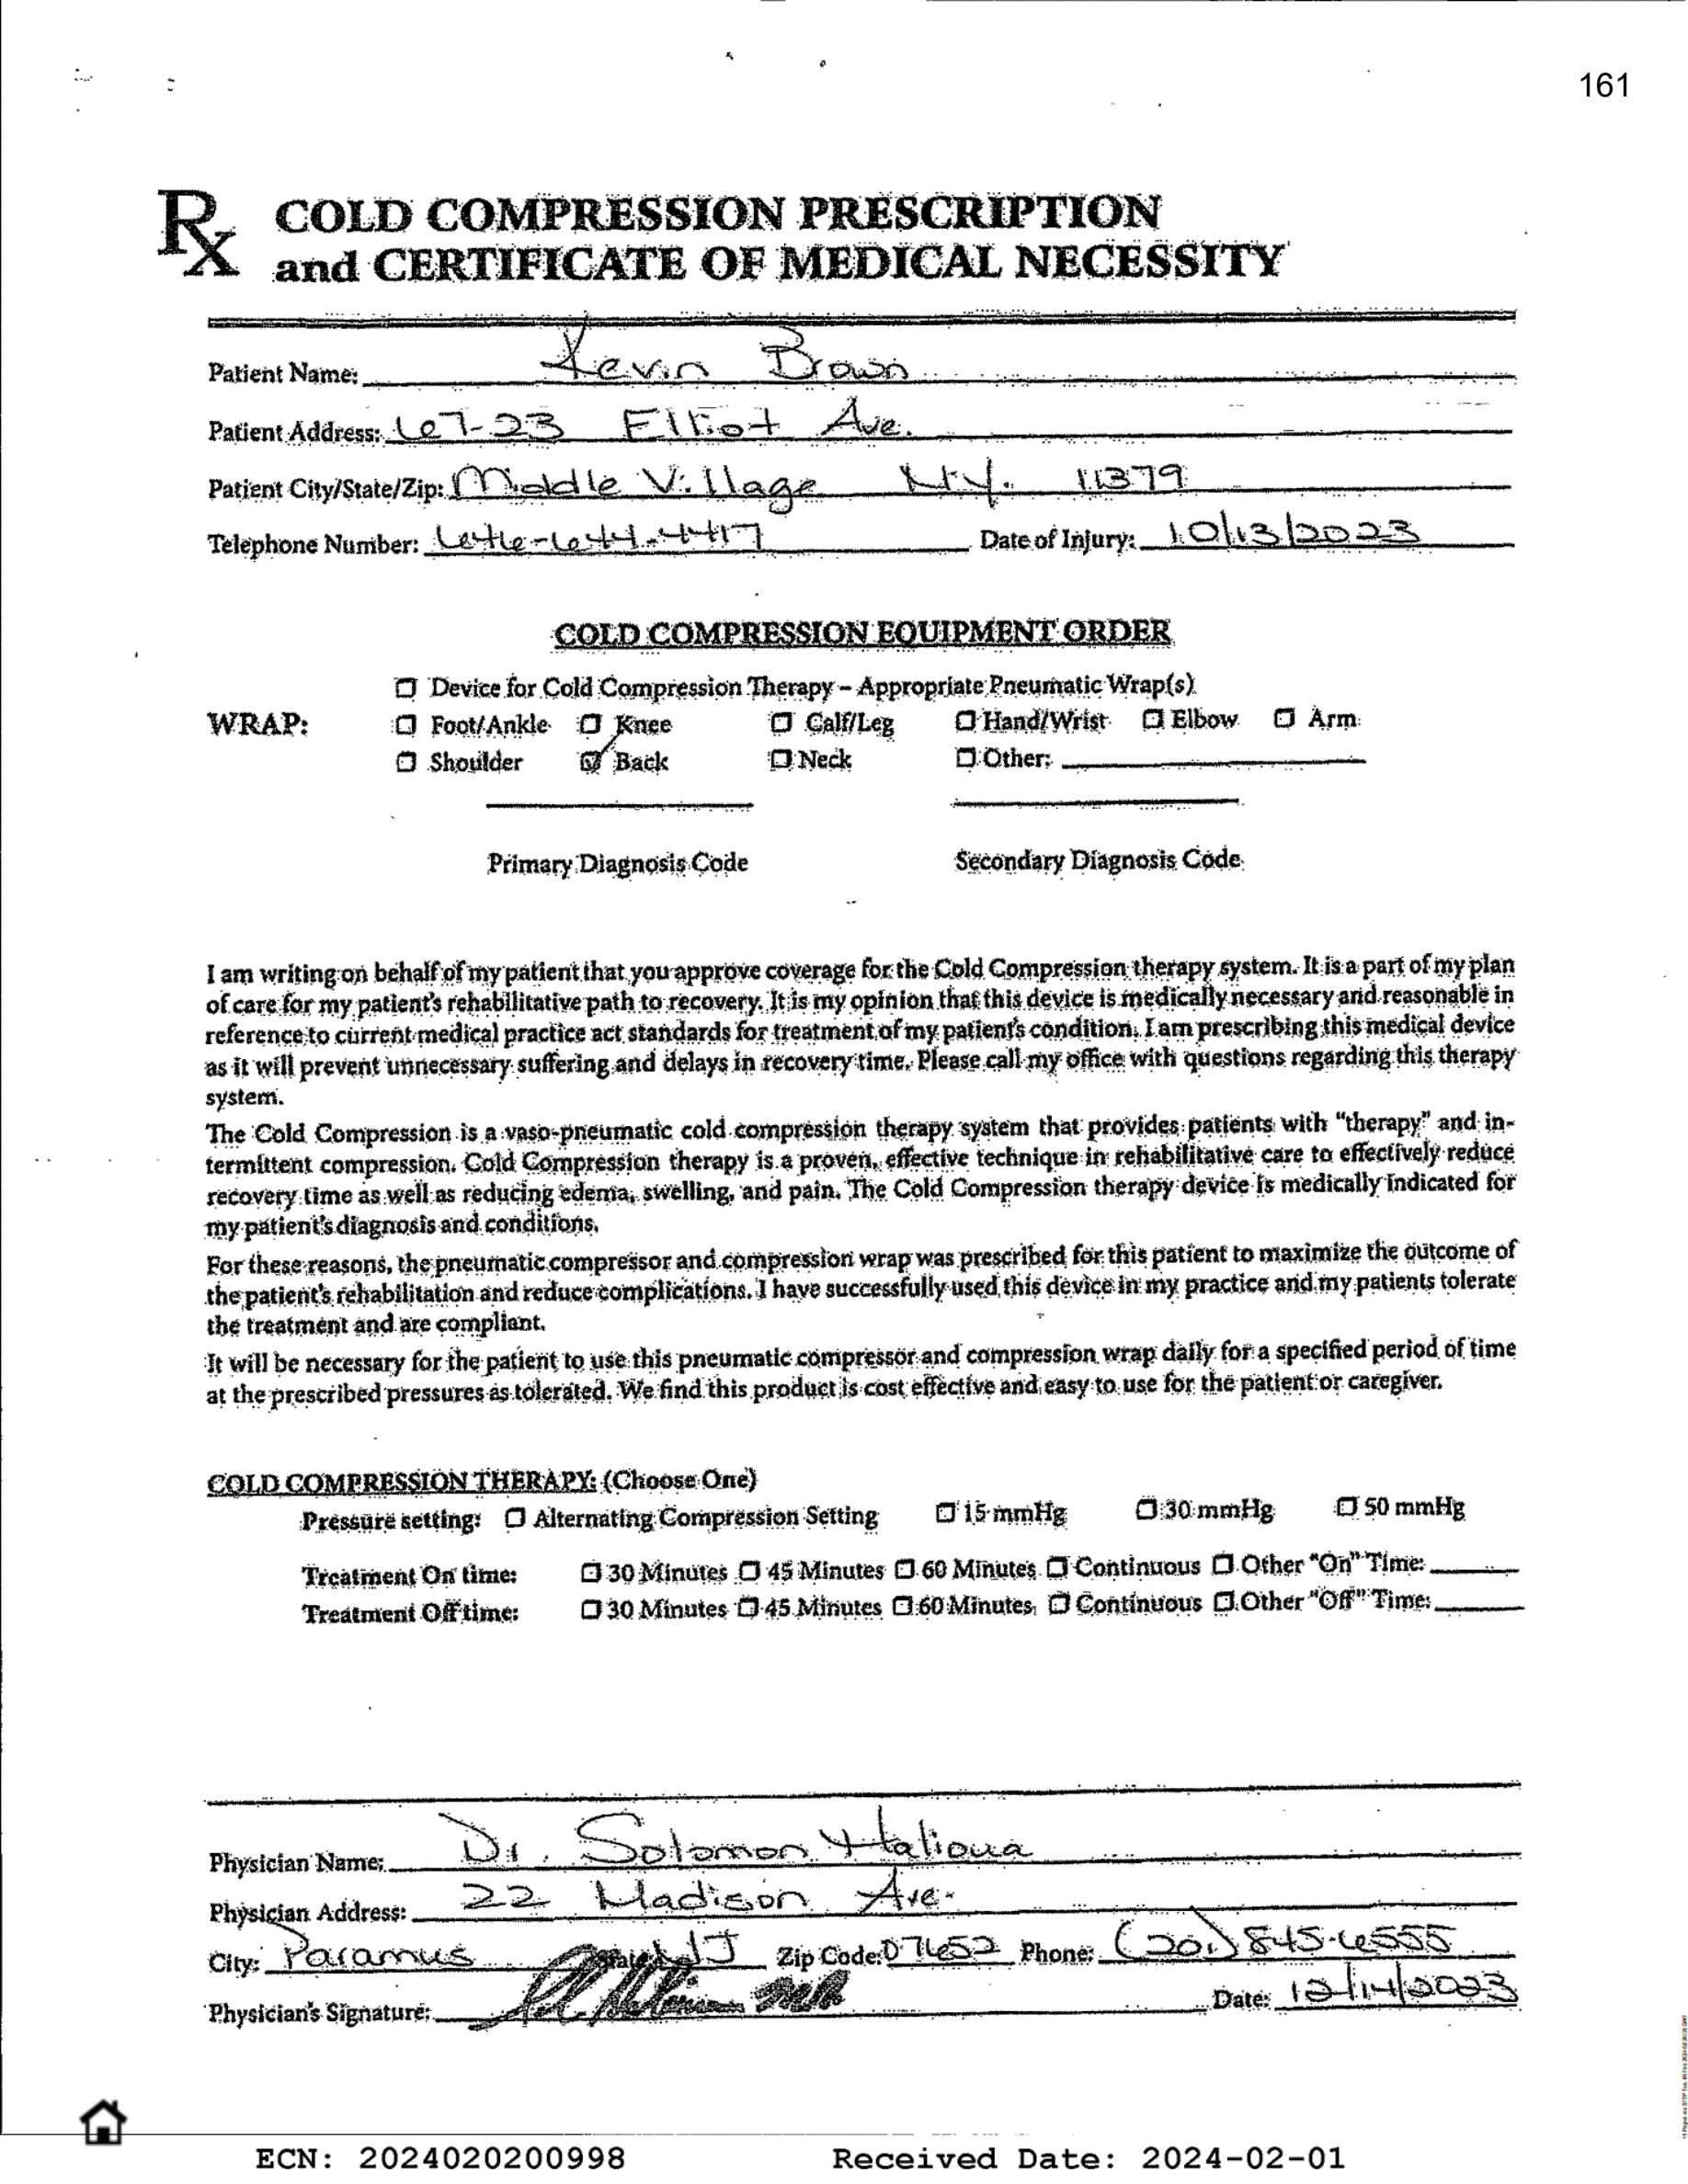 161
Rx COLD COMPRESSION PRESCRIPTION
and CERTIFICATE OF MEDICAL NECESSITY
Patient Name: Kevin Brown
Patient Address: 67-23 Elliot Ave.
Patient City/State/Zip: Middle Village N.Y. 11379
Telephone Number: 646-644-4417 Date of Injury: 10/13/2023
COLD COMPRESSION EQUIPMENT ORDER
☐ Device for Cold Compression Therapy – Appropriate Pneumatic Wrap(s)
WRAP: ☐ Foot/Ankle ☐ Knee ☐ Calf/Leg ☐ Hand/Wrist ☐ Elbow ☐ Arm
☐ Shoulder ☑ Back ☐ Neck ☐ Other:
Primary Diagnosis Code Secondary Diagnosis Code
I am writing on behalf of my patient that you approve coverage for the Cold Compression therapy system. It is a part of my plan
of care for my patient's rehabilitative path to recovery. It is my opinion that this device is medically necessary and reasonable in
reference to current medical practice act standards for treatment of my patient's condition. I am prescribing this medical device
as it will prevent unnecessary suffering and delays in recovery time. Please call my office with questions regarding this therapy
system.
The Cold Compression is a vaso-pneumatic cold compression therapy system that provides patients with "therapy" and in-
termittent compression. Cold Compression therapy is a proven, effective technique in rehabilitative care to effectively reduce
recovery time as well as reducing edema, swelling, and pain. The Cold Compression therapy device is medically indicated for
my patient's diagnosis and conditions.
For these reasons, the pneumatic compressor and compression wrap was prescribed for this patient to maximize the outcome of
the patient's rehabilitation and reduce complications. I have successfully used this device in my practice and my patients tolerate
the treatment and are compliant.
It will be necessary for the patient to use this pneumatic compressor and compression wrap daily for a specified period of time
at the prescribed pressures as tolerated. We find this product is cost effective and easy to use for the patient or caregiver.
COLD COMPRESSION THERAPY: (Choose One)
Pressure setting: ☐ Alternating Compression Setting ☐ 15 mmHg ☐ 30 mmHg ☐ 50 mmHg
Treatment On time: ☐ 30 Minutes ☐ 45 Minutes ☐ 60 Minutes ☐ Continuous ☐ Other "On" Time:
Treatment Off time: ☐ 30 Minutes ☐ 45 Minutes ☐ 60 Minutes ☐ Continuous ☐ Other "Off" Time:
Physician Name: Dr. Solomon Halioua
Physician Address: 22 Madison Ave.
City: Paramus State: NJ Zip Code: 07652 Phone: (201) 845-6555
Physician's Signature: Date: 12/14/2023
ECN: 2024020200998 Received Date: 2024-02-01